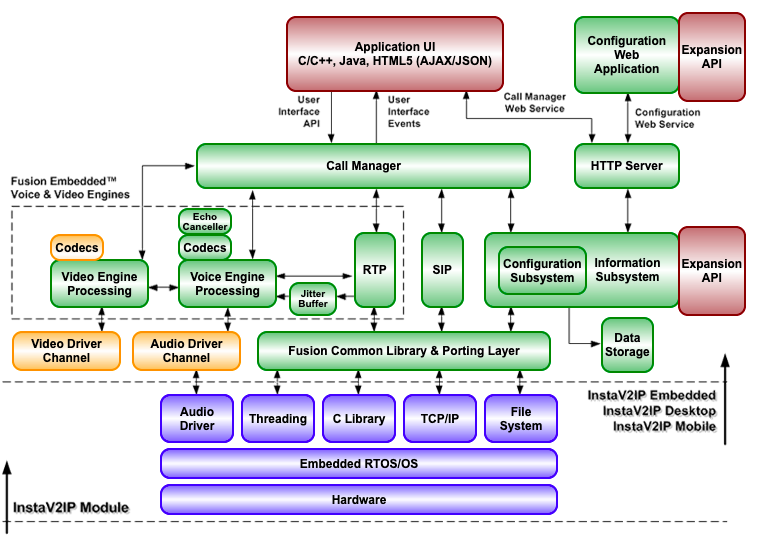 Application UI
C/C++, Java, HTML5 (AJAX/JSON)
Configuration
Web
Application
Expansion
API
User
Interface
API
User
Interface
Events
Call Manager
Web Service
Configuration
Web Service
Call Manager
HTTP Server
Fusion Embedded™
Voice & Video Engines
Echo
Canceller
Codecs
Codecs
Video Engine
Processing
Voice Engine
Processing
Jitter
Buffer
RTP
SIP
Configuration
Subsystem
Information
Subsystem
Expansion
API
Video Driver
Channel
Audio Driver
Channel
Fusion Common Library & Porting Layer
Data
Storage
InstaV2IP Embedded
InstaV2IP Desktop
InstaV2IP Mobile
Audio
Driver
Threading
C Library
TCP/IP
File
System
Embedded RTOS/OS
Hardware
InstaV2IP Module